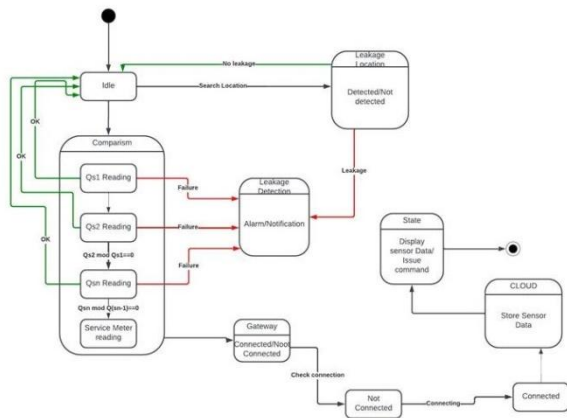 No leakage
Leakage
Location
Idle
Search Location
Detected/Not
detected
OK
OK
OK
Comparism
Qs1 Reading
Failure
Leakage
Leakage
Detection
Qs2 Reading
Failure
Alarm/Notification
State
Display
sensor Data/
Issue
command
Qs2 mod Qs1==0
Failure
Qsn Reading
CLOUD
Store Sensor
Data
Qsn mod Q(sn-1)==0
Service Meter
reading
Gateway
Connected/Noot
Connected
Check connection
Not
Connected
Connecting
Connected